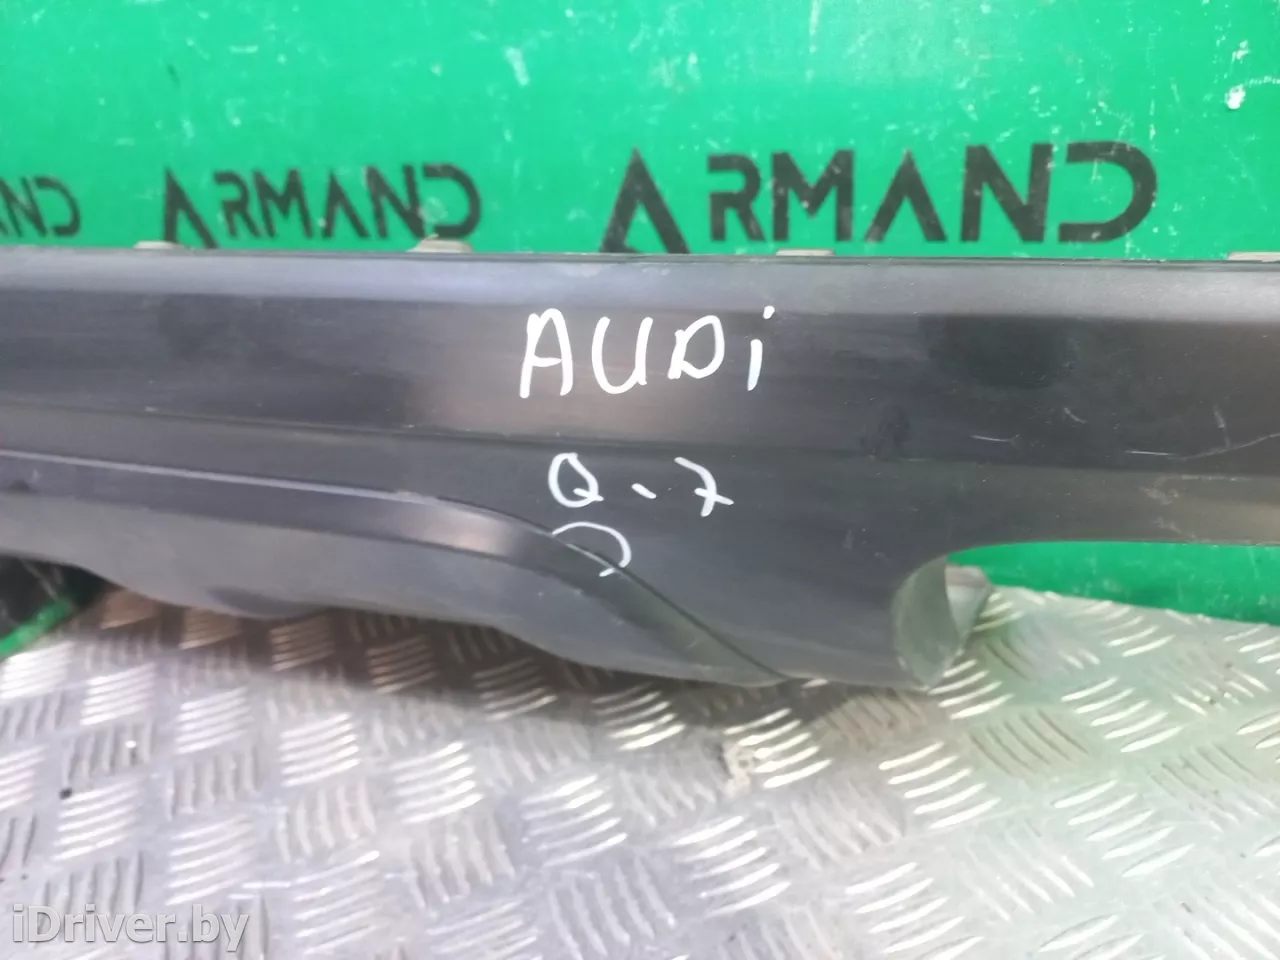 ARMAND ARMAND
AUDi
Q-7
iDriver.by